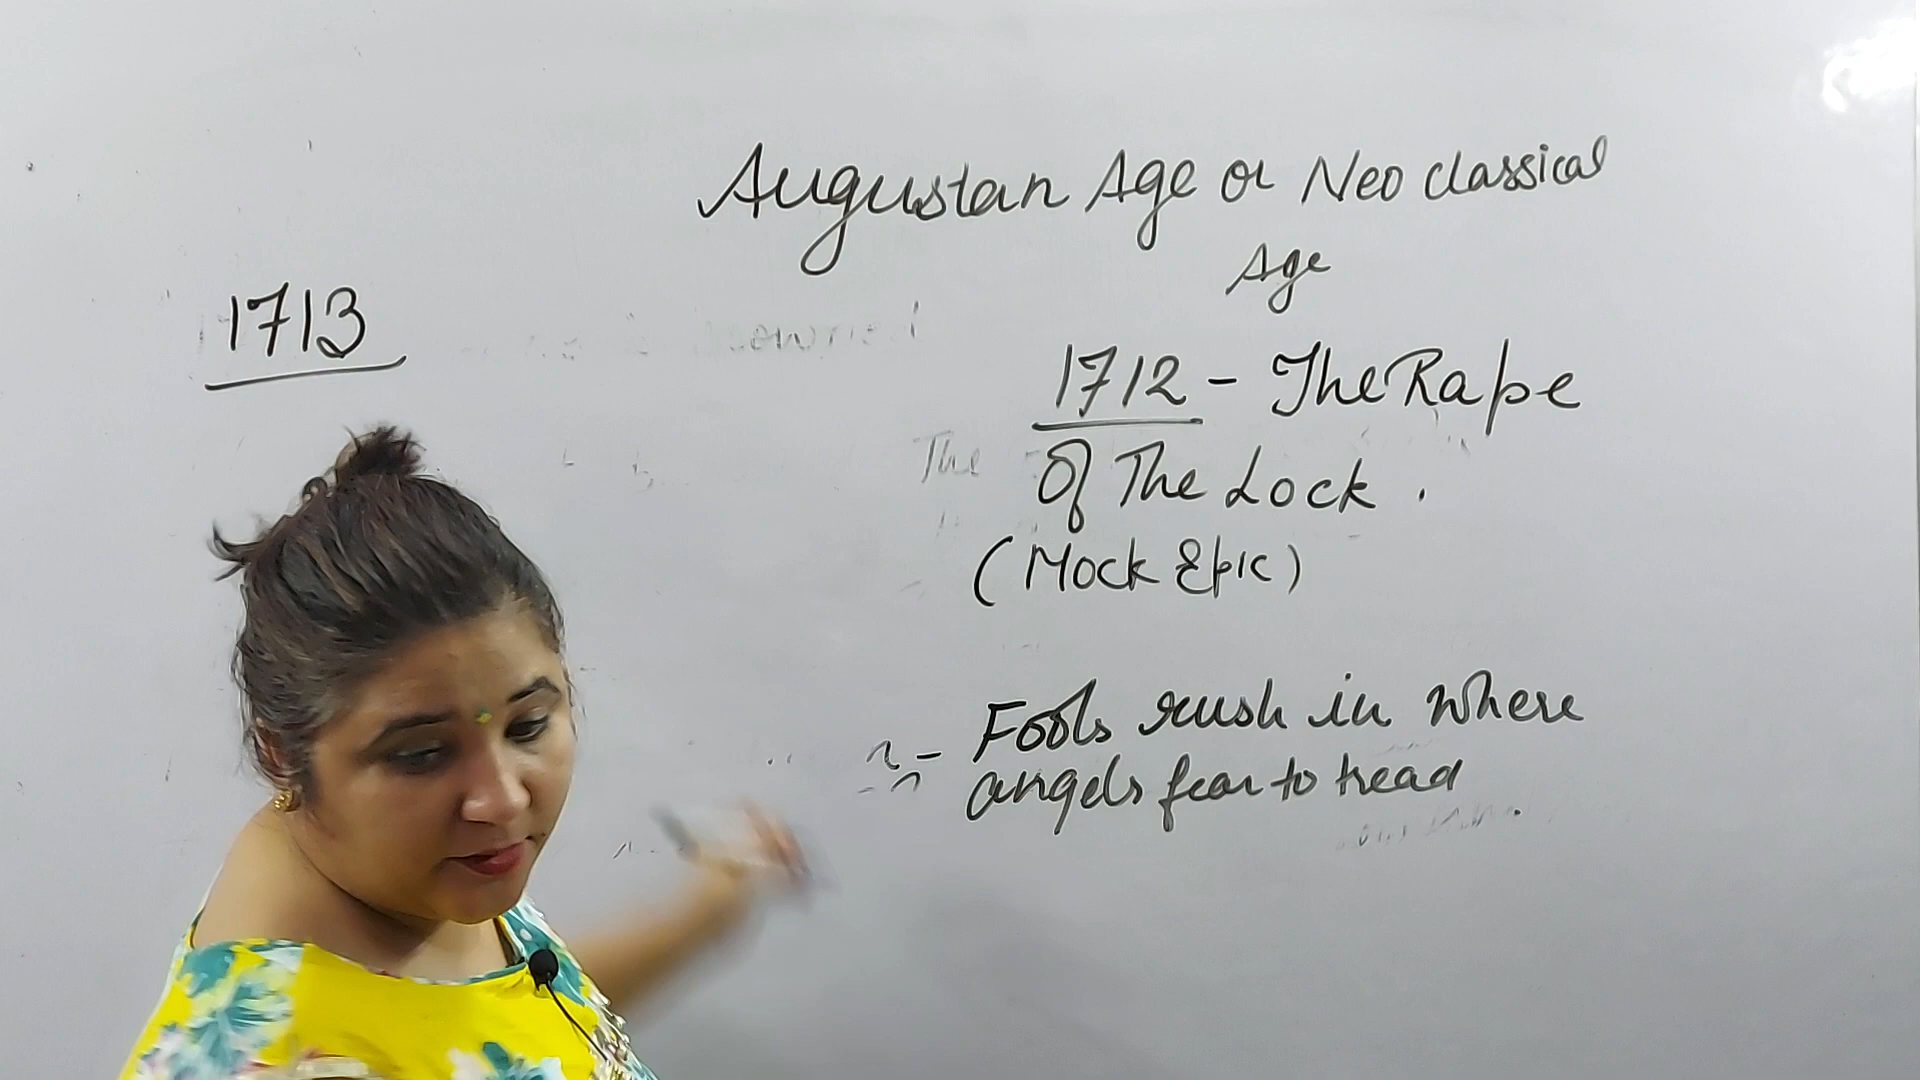 Augustan Age or Neo classical
Age
1713
1712 - The Rape
The
Of The Lock .
(Mock Epic)
- Fools rush in where
angels fear to tread